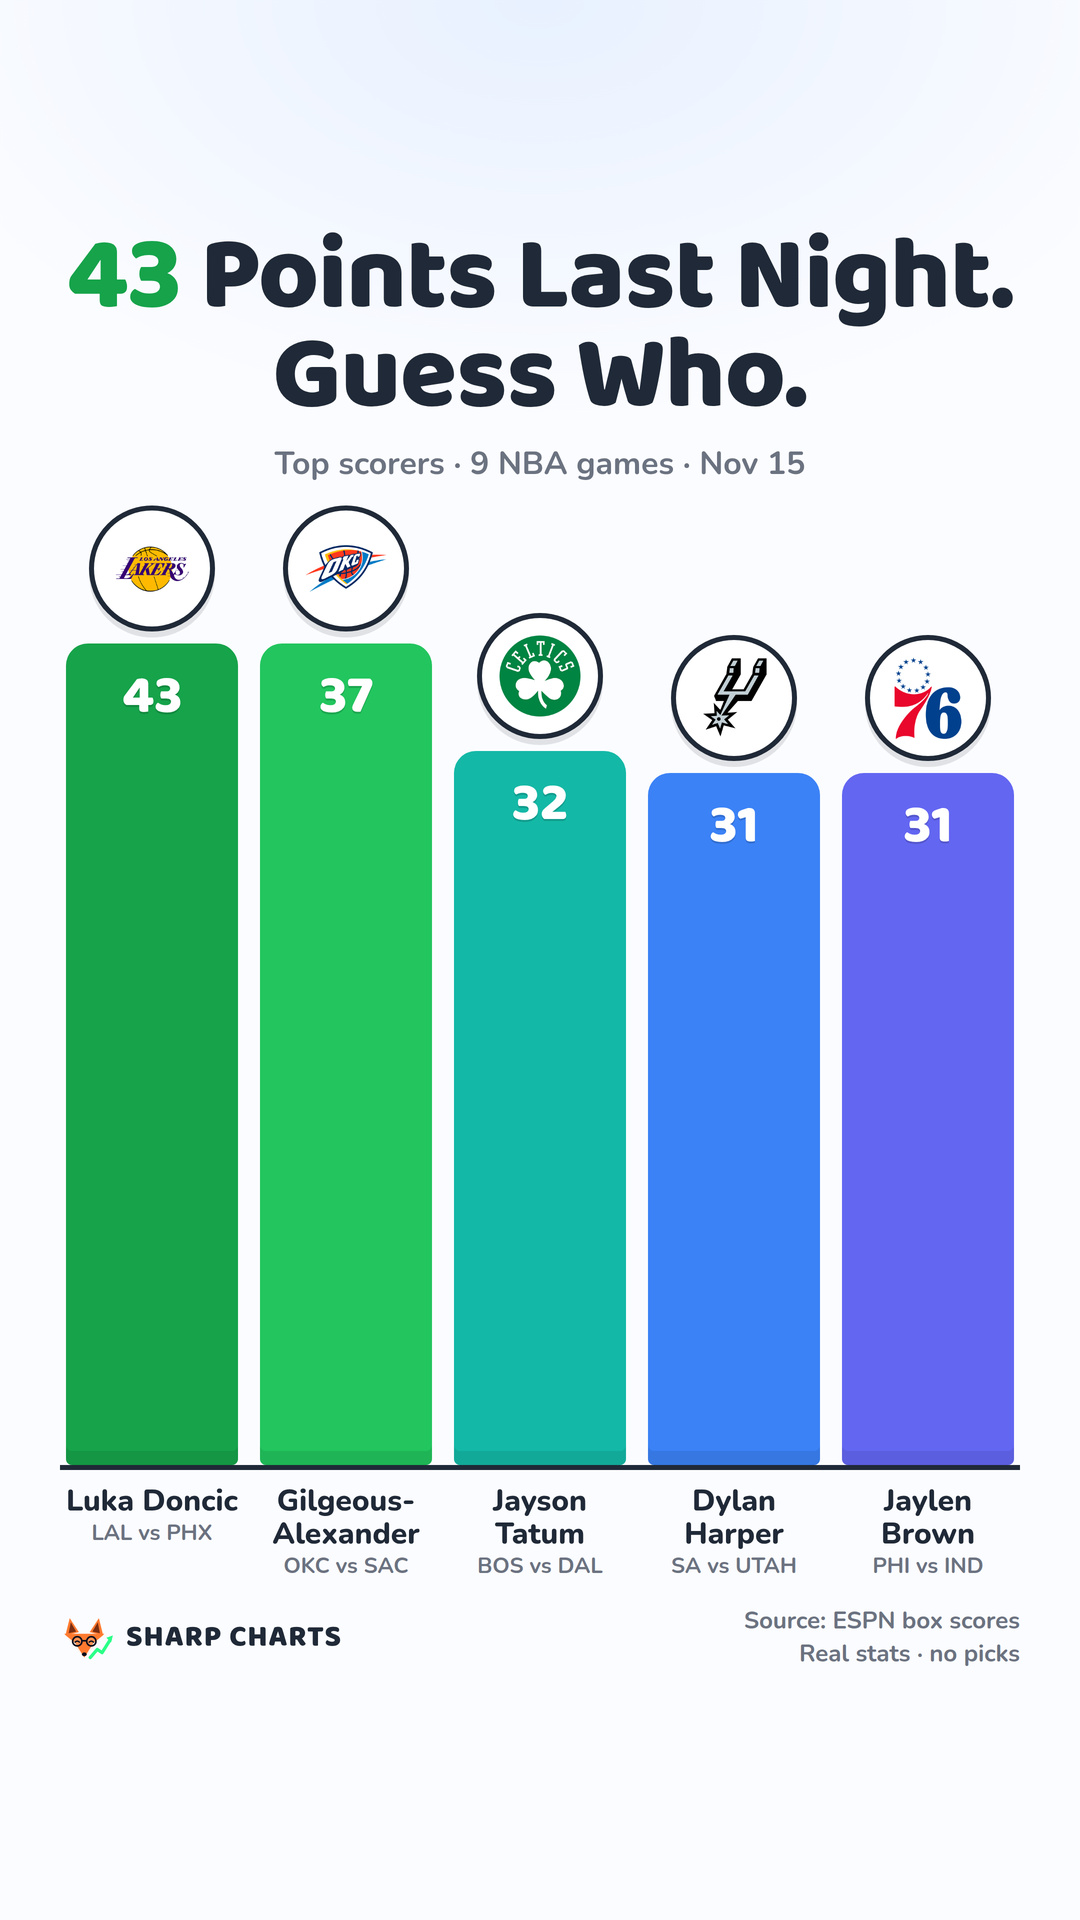 43 Points Last Night.
Guess Who.
Top scorers · 9 NBA games · Nov 15
LOS ANGELES
LAKERS
OKC
CELTICS
76
43
37
32
31
31
Luka Doncic
LAL vs PHX
Gilgeous-
Alexander
OKC vs SAC
Jayson
Tatum
BOS vs DAL
Dylan
Harper
SA vs UTAH
Jaylen
Brown
PHI vs IND
SHARP CHARTS
Source: ESPN box scores
Real stats · no picks